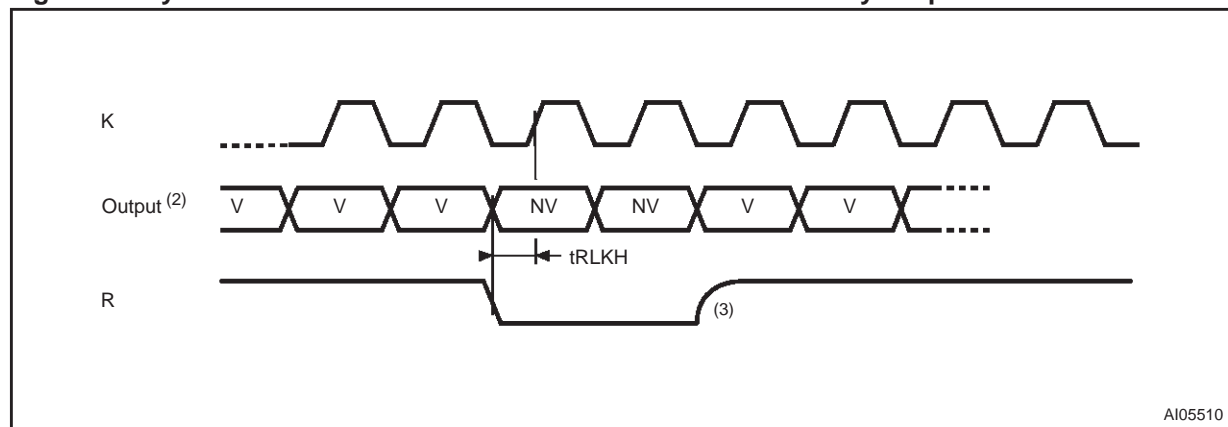 K
Output (2) V V V NV NV V V
tRLKH
R
(3)
AI05510